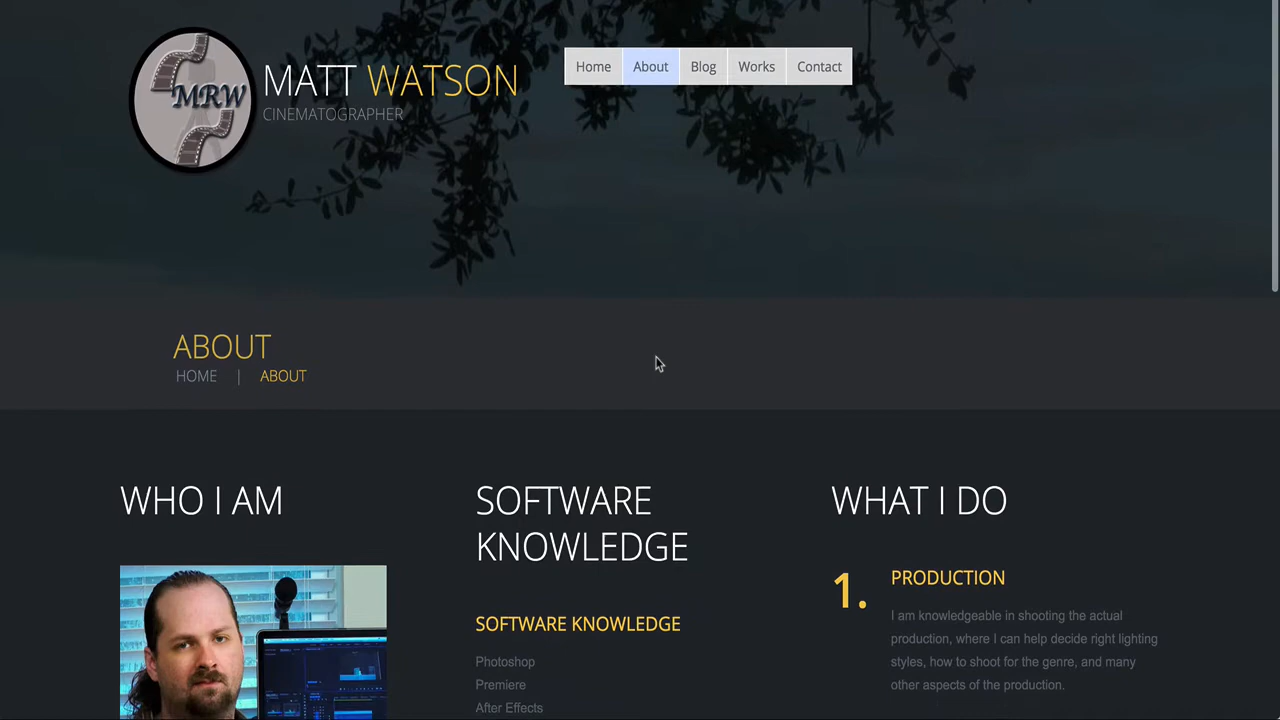 MRW
MATT WATSON
CINEMATOGRAPHER
Home About Blog Works Contact
ABOUT
HOME | ABOUT
WHO I AM
SOFTWARE
KNOWLEDGE
SOFTWARE KNOWLEDGE
Photoshop
Premiere
After Effects
WHAT I DO
1. PRODUCTION
I am knowledgeable in shooting the actual
production, where I can help decide right lighting
styles, how to shoot for the genre, and many
other aspects of the production.